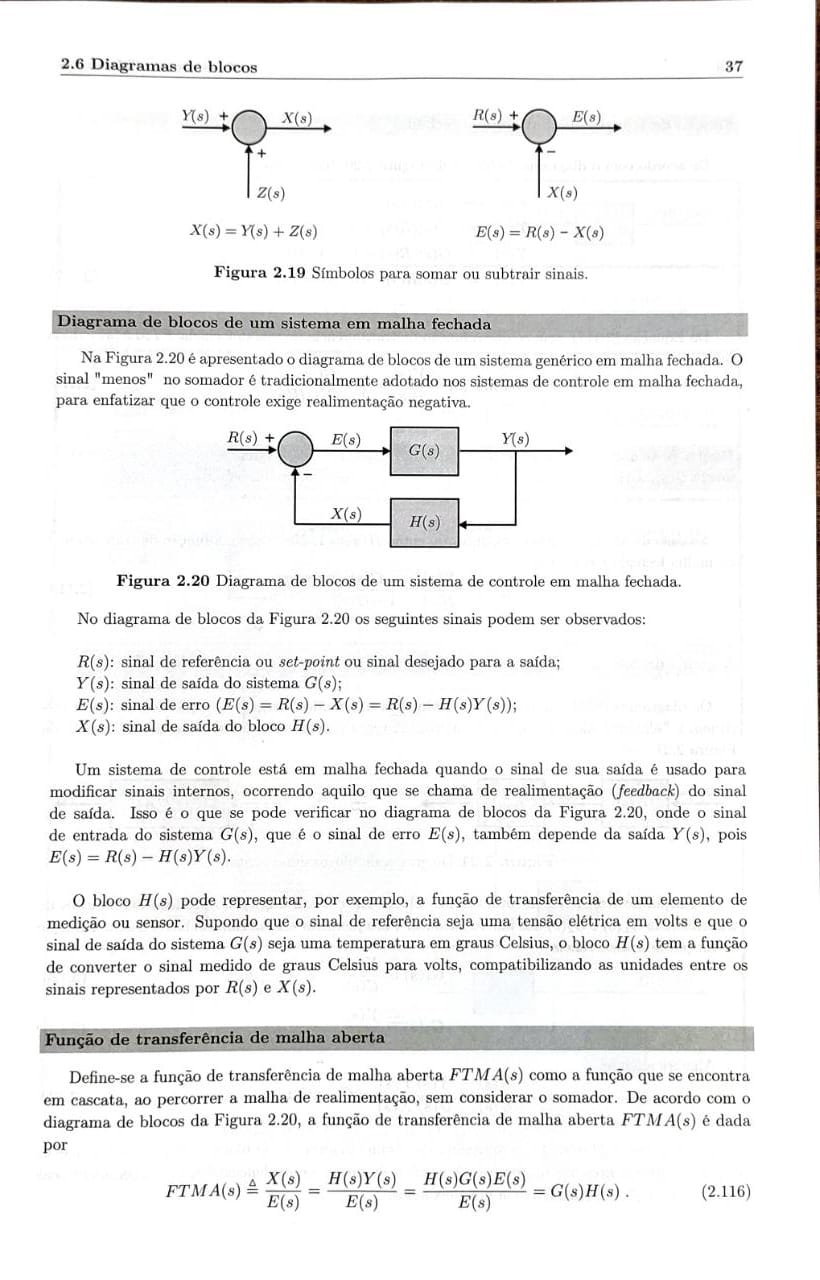 2.6 Diagramas de blocos 37
Y(s) + X(s)
+
Z(s)
X(s) = Y(s) + Z(s)
R(s) + E(s)
−
X(s)
E(s) = R(s) − X(s)
Figura 2.19 Símbolos para somar ou subtrair sinais.
Diagrama de blocos de um sistema em malha fechada
Na Figura 2.20 é apresentado o diagrama de blocos de um sistema genérico em malha fechada. O
sinal "menos" no somador é tradicionalmente adotado nos sistemas de controle em malha fechada,
para enfatizar que o controle exige realimentação negativa.
R(s) + E(s) G(s) Y(s)
−
X(s) H(s)
Figura 2.20 Diagrama de blocos de um sistema de controle em malha fechada.
No diagrama de blocos da Figura 2.20 os seguintes sinais podem ser observados:
R(s): sinal de referência ou set-point ou sinal desejado para a saída;
Y(s): sinal de saída do sistema G(s);
E(s): sinal de erro (E(s) = R(s) − X(s) = R(s) − H(s)Y(s));
X(s): sinal de saída do bloco H(s).
Um sistema de controle está em malha fechada quando o sinal de sua saída é usado para
modificar sinais internos, ocorrendo aquilo que se chama de realimentação (feedback) do sinal
de saída. Isso é o que se pode verificar no diagrama de blocos da Figura 2.20, onde o sinal
de entrada do sistema G(s), que é o sinal de erro E(s), também depende da saída Y(s), pois
E(s) = R(s) − H(s)Y(s).
O bloco H(s) pode representar, por exemplo, a função de transferência de um elemento de
medição ou sensor. Supondo que o sinal de referência seja uma tensão elétrica em volts e que o
sinal de saída do sistema G(s) seja uma temperatura em graus Celsius, o bloco H(s) tem a função
de converter o sinal medido de graus Celsius para volts, compatibilizando as unidades entre os
sinais representados por R(s) e X(s).
Função de transferência de malha aberta
Define-se a função de transferência de malha aberta FTMA(s) como a função que se encontra
em cascata, ao percorrer a malha de realimentação, sem considerar o somador. De acordo com o
diagrama de blocos da Figura 2.20, a função de transferência de malha aberta FTMA(s) é dada
por
FTMA(s) ≜ X(s)/E(s) = H(s)Y(s)/E(s) = H(s)G(s)E(s)/E(s) = G(s)H(s) . (2.116)